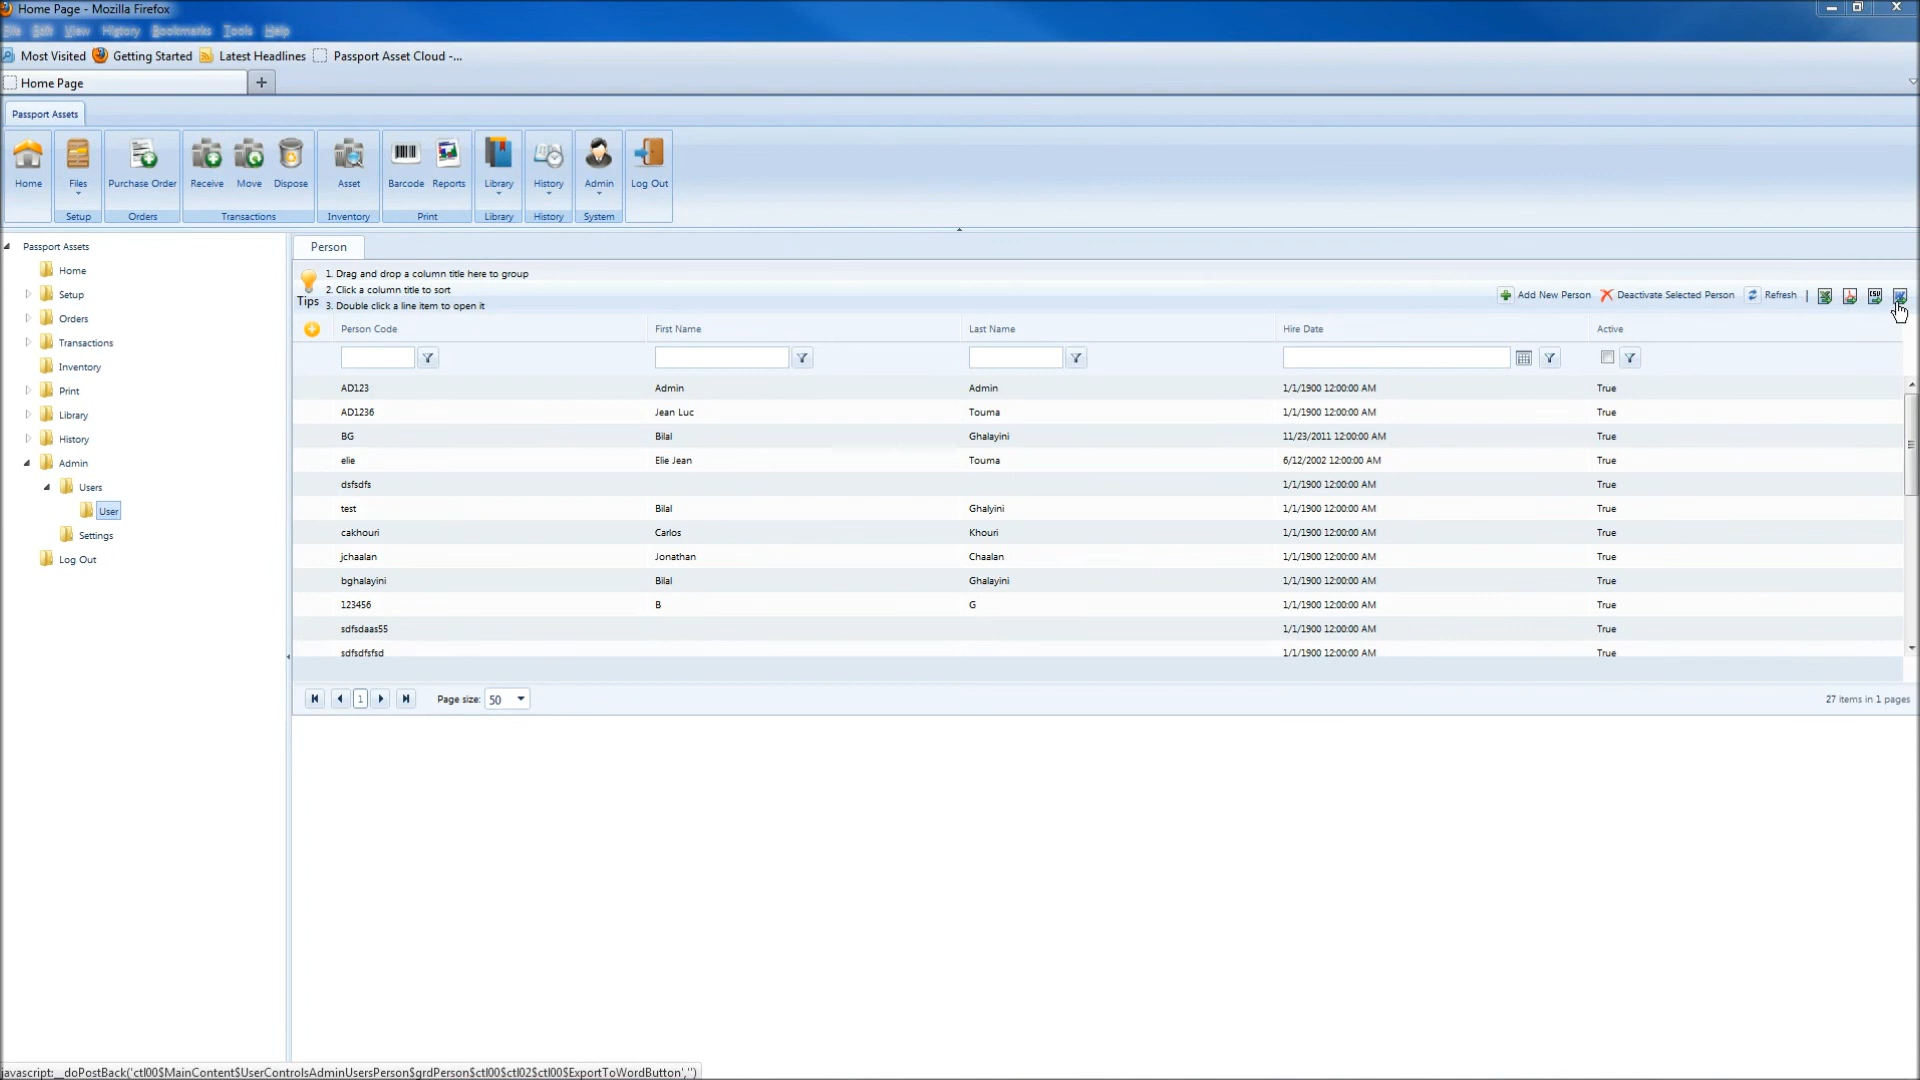 Home Page - Mozilla Firefox
File Edit View History Bookmarks Tools Help
Most Visited Getting Started Latest Headlines Passport Asset Cloud -...
Home Page +
Passport Assets
Home Files Purchase Order Receive Move Dispose Asset Barcode Reports Library History Admin Log Out
Setup Orders Transactions Inventory Print Library History System
Passport Assets
Home
Setup
Orders
Transactions
Inventory
Print
Library
History
Admin
Users
User
Settings
Log Out
Person
Tips
1. Drag and drop a column title here to group
2. Click a column title to sort
3. Double click a line item to open it
Add New Person Deactivate Selected Person Refresh | CSV
Person Code First Name Last Name Hire Date Active
AD123 Admin Admin 1/1/1900 12:00:00 AM True
AD1236 Jean Luc Touma 1/1/1900 12:00:00 AM True
BG Bilal Ghalayini 11/23/2011 12:00:00 AM True
elie Elie Jean Touma 6/12/2002 12:00:00 AM True
dsfsdfs 1/1/1900 12:00:00 AM True
test Bilal Ghalyini 1/1/1900 12:00:00 AM True
cakhouri Carlos Khouri 1/1/1900 12:00:00 AM True
jchaalan Jonathan Chaalan 1/1/1900 12:00:00 AM True
bghalayini Bilal Ghalayini 1/1/1900 12:00:00 AM True
123456 B G 1/1/1900 12:00:00 AM True
sdfsdaas55 1/1/1900 12:00:00 AM True
sdfsdfsfsd 1/1/1900 12:00:00 AM True
1 Page size: 50 27 items in 1 pages
javascript:__doPostBack('ctl00$MainContent$UserControlsAdminUsersPerson$grdPerson$ctl00$ctl02$ctl00$ExportToWordButton','')